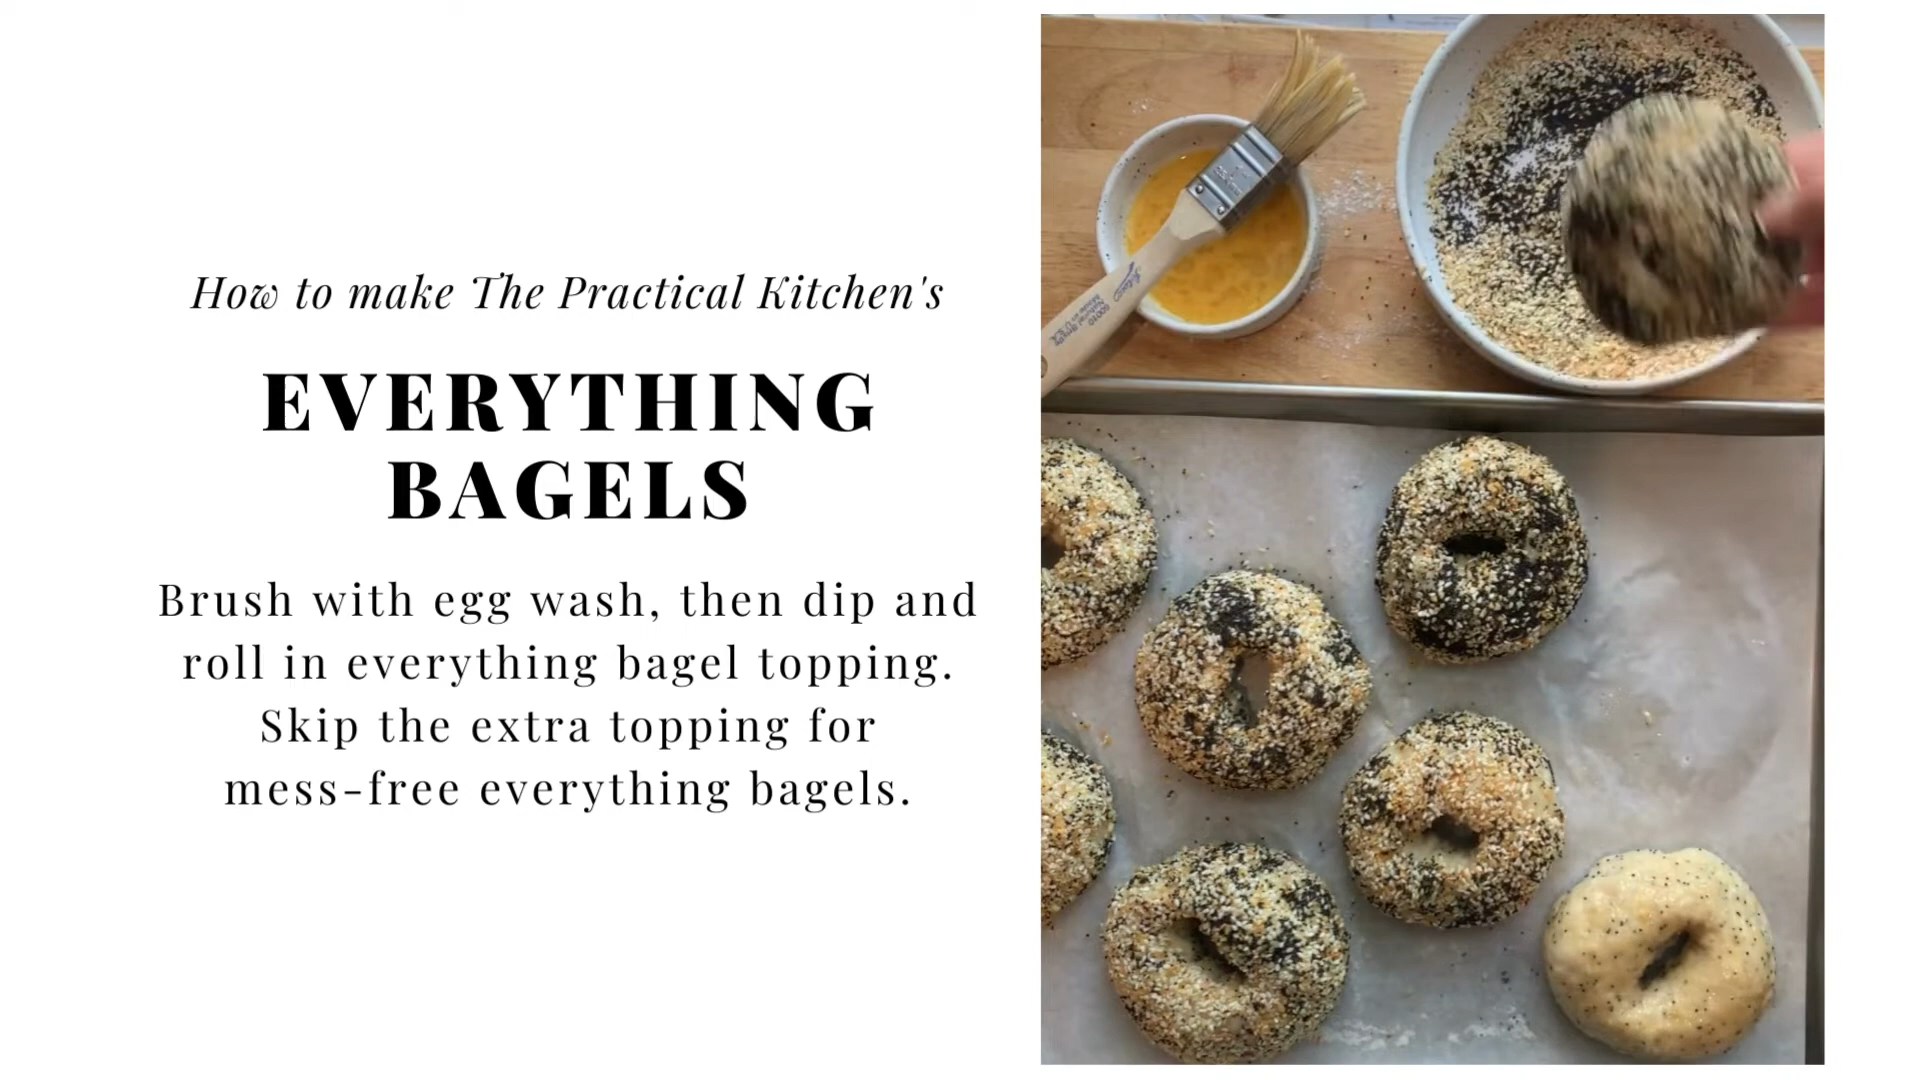 How to make The Practical Kitchen's
EVERYTHING
BAGELS
Brush with egg wash, then dip and
roll in everything bagel topping.
Skip the extra topping for
mess-free everything bagels.